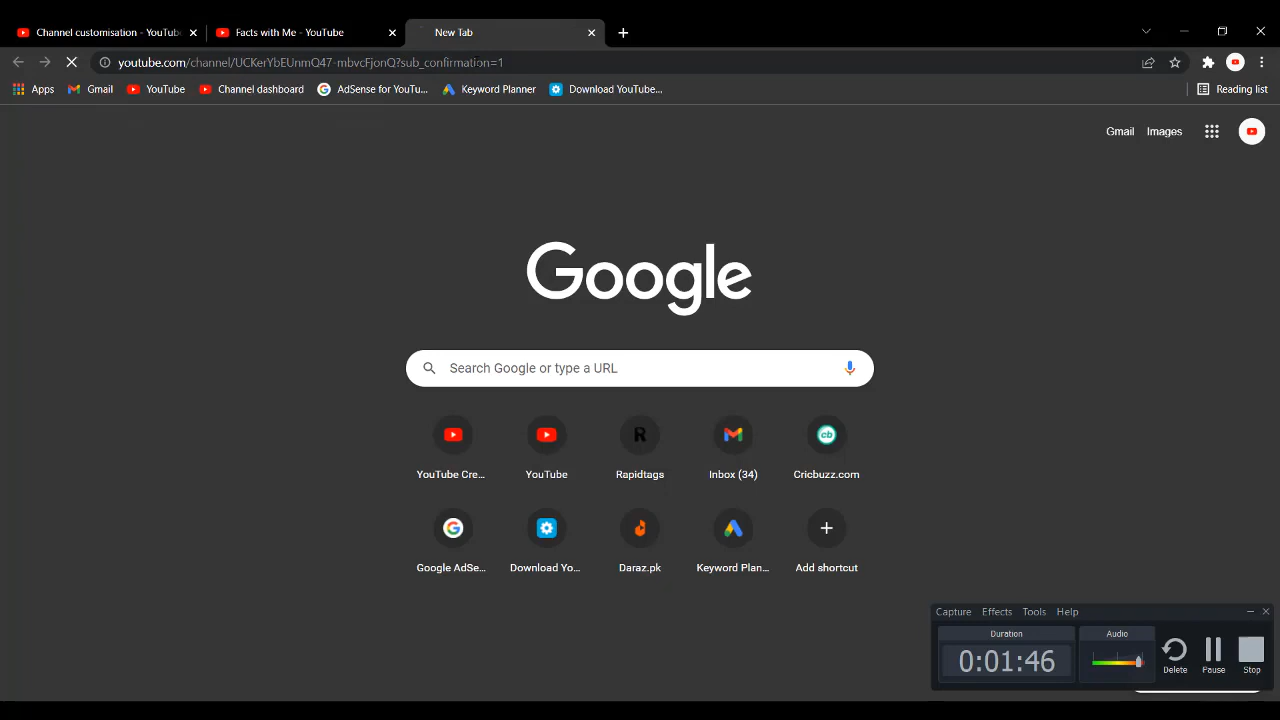 Channel customisation - YouTub
Facts with Me - YouTube
New Tab
youtube.com/channel/UCKerYbEUnmQ47-mbvcFjonQ?sub_confirmation=1
Apps
Gmail
YouTube
Channel dashboard
AdSense for YouTu...
Keyword Planner
Download YouTube...
Reading list
Gmail
Images
Google
Search Google or type a URL
R
cb
YouTube Cre...
YouTube
Rapidtags
Inbox (34)
Cricbuzz.com
Google AdSe...
Download Yo...
Daraz.pk
Keyword Plan...
Add shortcut
Capture
Effects
Tools
Help
Duration
0:01:46
Audio
Delete
Pause
Stop